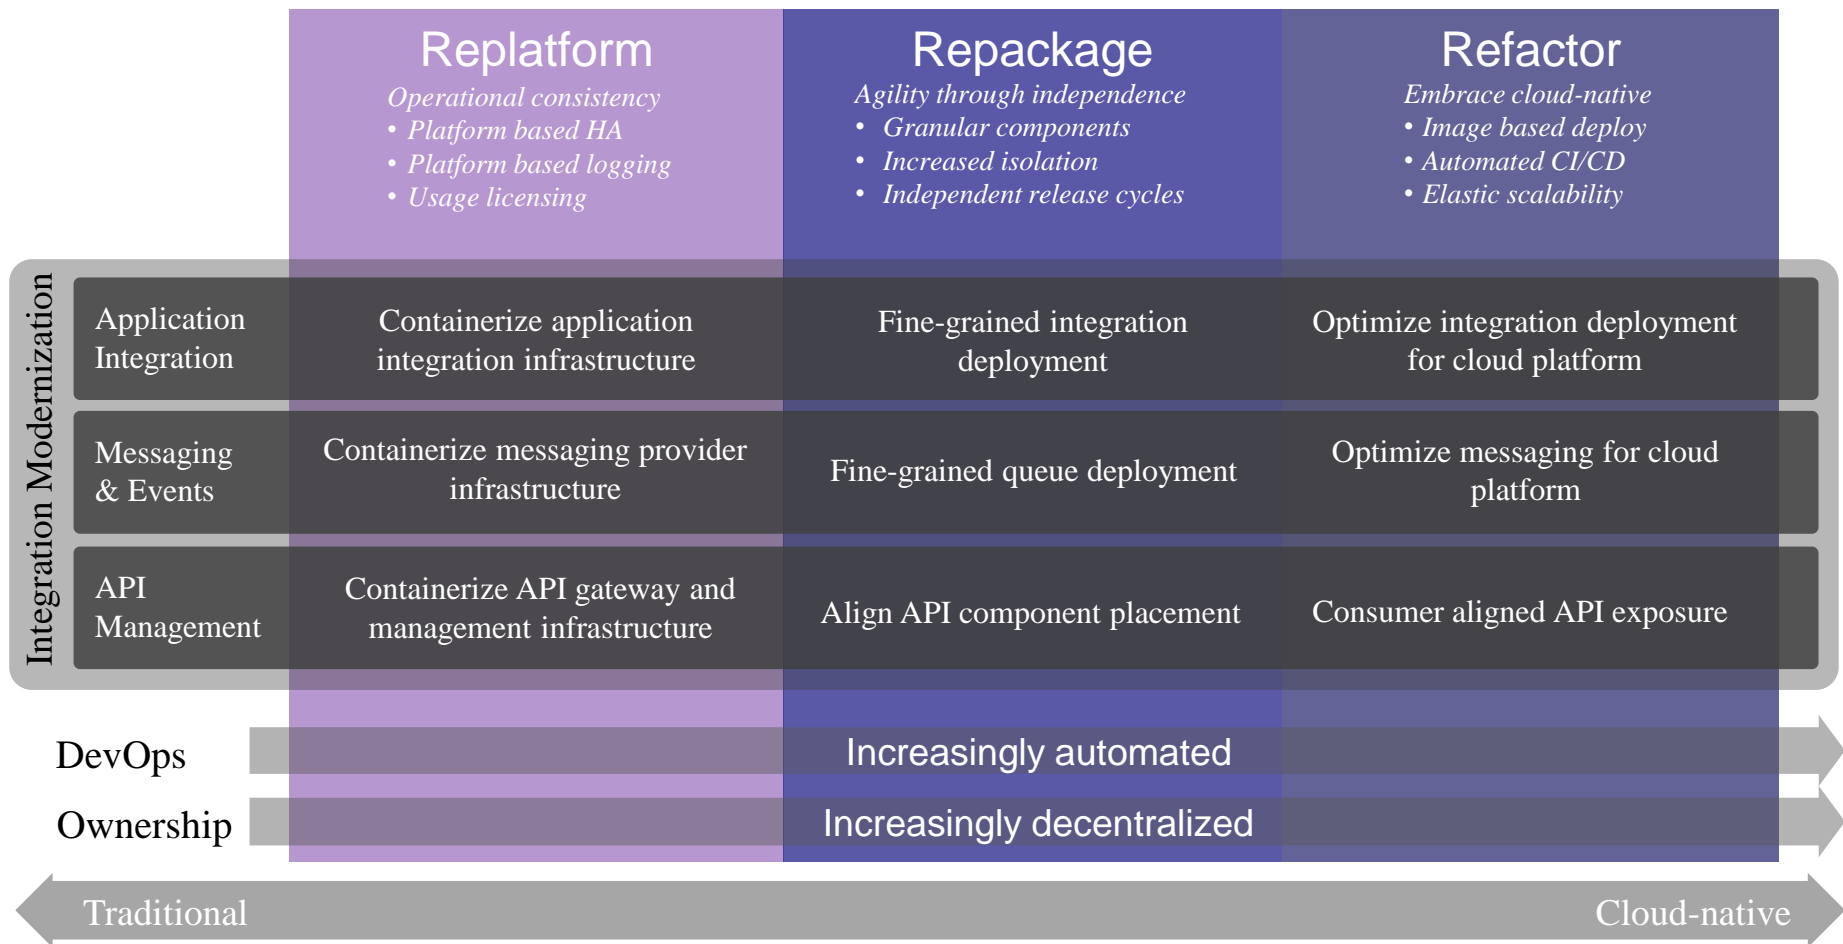 Replatform
Operational consistency
• Platform based HA
• Platform based logging
• Usage licensing
Repackage
Agility through independence
• Granular components
• Increased isolation
• Independent release cycles
Refactor
Embrace cloud-native
• Image based deploy
• Automated CI/CD
• Elastic scalability
Integration Modernization
Application
Integration
Containerize application
integration infrastructure
Fine-grained integration
deployment
Optimize integration deployment
for cloud platform
Messaging
& Events
Containerize messaging provider
infrastructure
Fine-grained queue deployment
Optimize messaging for cloud
platform
API
Management
Containerize API gateway and
management infrastructure
Align API component placement
Consumer aligned API exposure
DevOps
Increasingly automated
Ownership
Increasingly decentralized
Traditional
Cloud-native